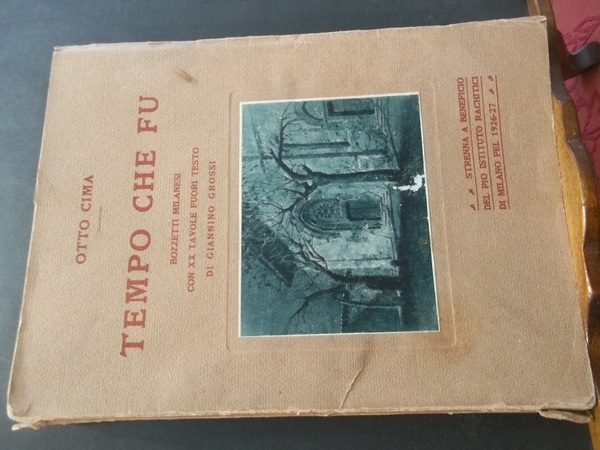 OTTO CIMA
TEMPO CHE FU
BOZZETTI MILANESI
CON XX TAVOLE FUORI TESTO
DI GIANNINO GROSSI
STRENNA A BENEFICIO
DEL PIO ISTITUTO RACHITICI
DI MILANO PEL 1926-27